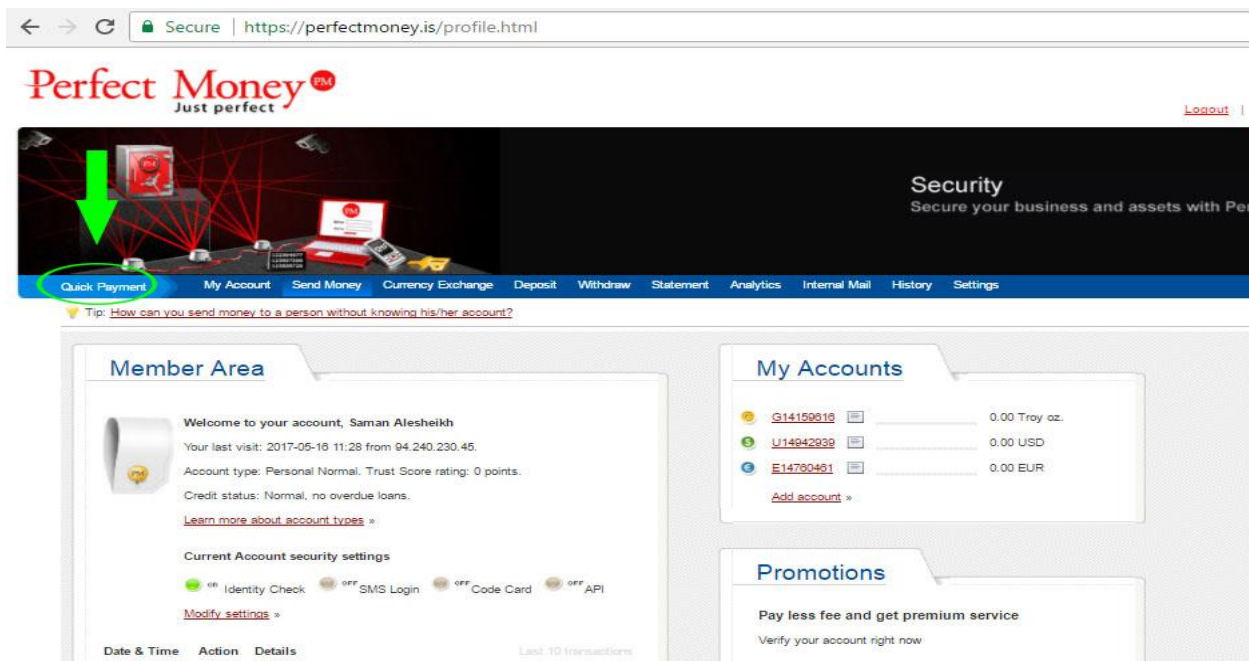 Secure | https://perfectmoney.is/profile.html
Perfect Money PM
Just perfect
Logout |
Security
Secure your business and assets with Per
Quick Payment My Account Send Money Currency Exchange Deposit Withdraw Statement Analytics Internal Mail History Settings
Tip: How can you send money to a person without knowing his/her account?
Member Area
Welcome to your account, Saman Alesheikh
Your last visit: 2017-05-16 11:28 from 94.240.230.45.
Account type: Personal Normal. Trust Score rating: 0 points.
Credit status: Normal, no overdue loans.
Learn more about account types »
Current Account security settings
ON Identity Check OFF SMS Login OFF Code Card OFF API
Modify settings »
Date & Time Action Details Last 10 transactions
My Accounts
G14159616 0.00 Troy oz.
U14942939 0.00 USD
E14760461 0.00 EUR
Add account »
Promotions
Pay less fee and get premium service
Verify your account right now